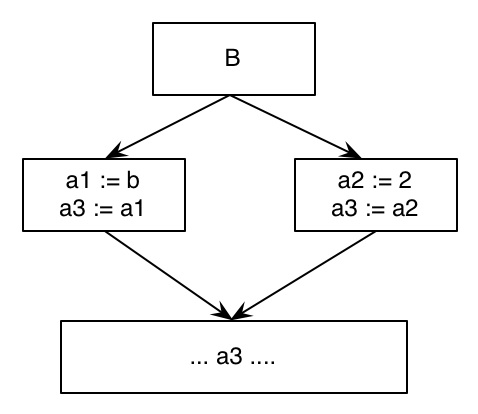 B
a1 := b
a3 := a1
a2 := 2
a3 := a2
... a3 ....